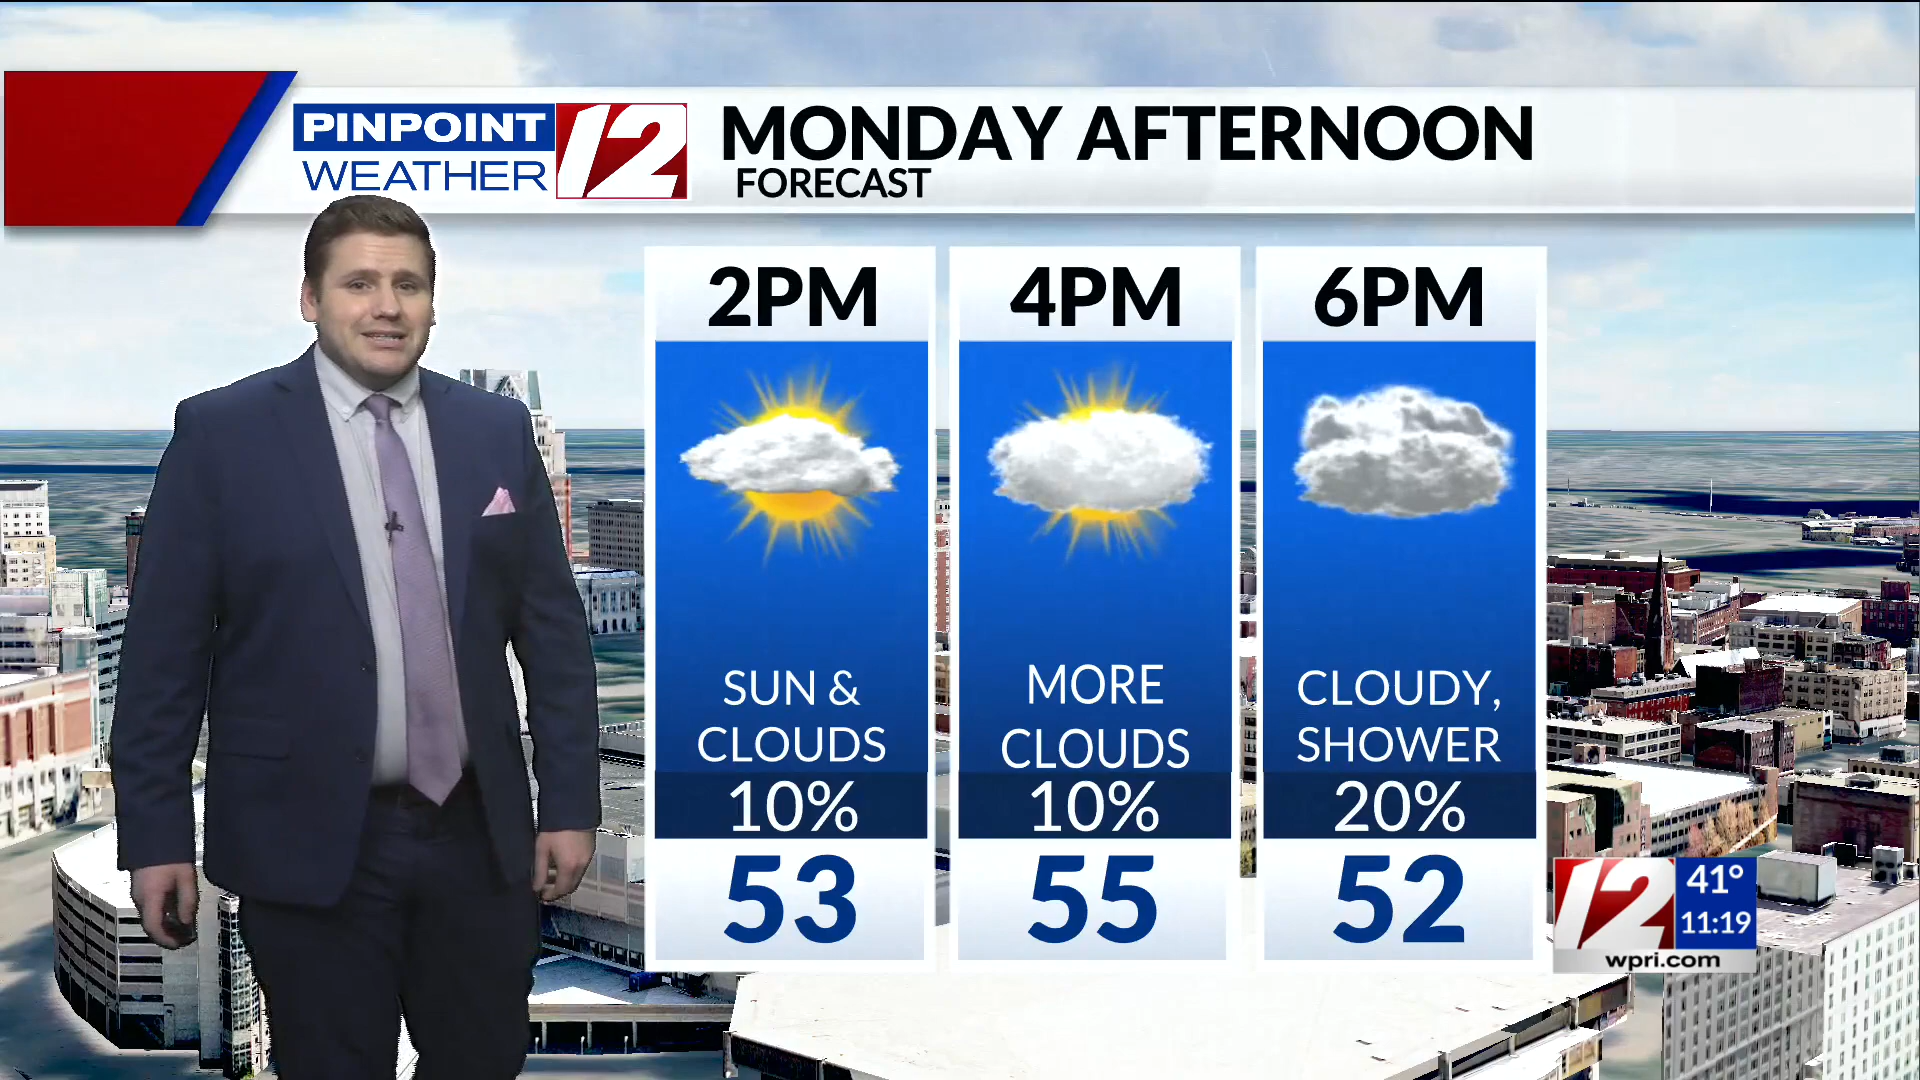 PINPOINT
WEATHER
12
MONDAY AFTERNOON
FORECAST
2PM
SUN &
CLOUDS
10%
53
4PM
MORE
CLOUDS
10%
55
6PM
CLOUDY,
SHOWER
20%
52
12
41°
11:19
wpri.com